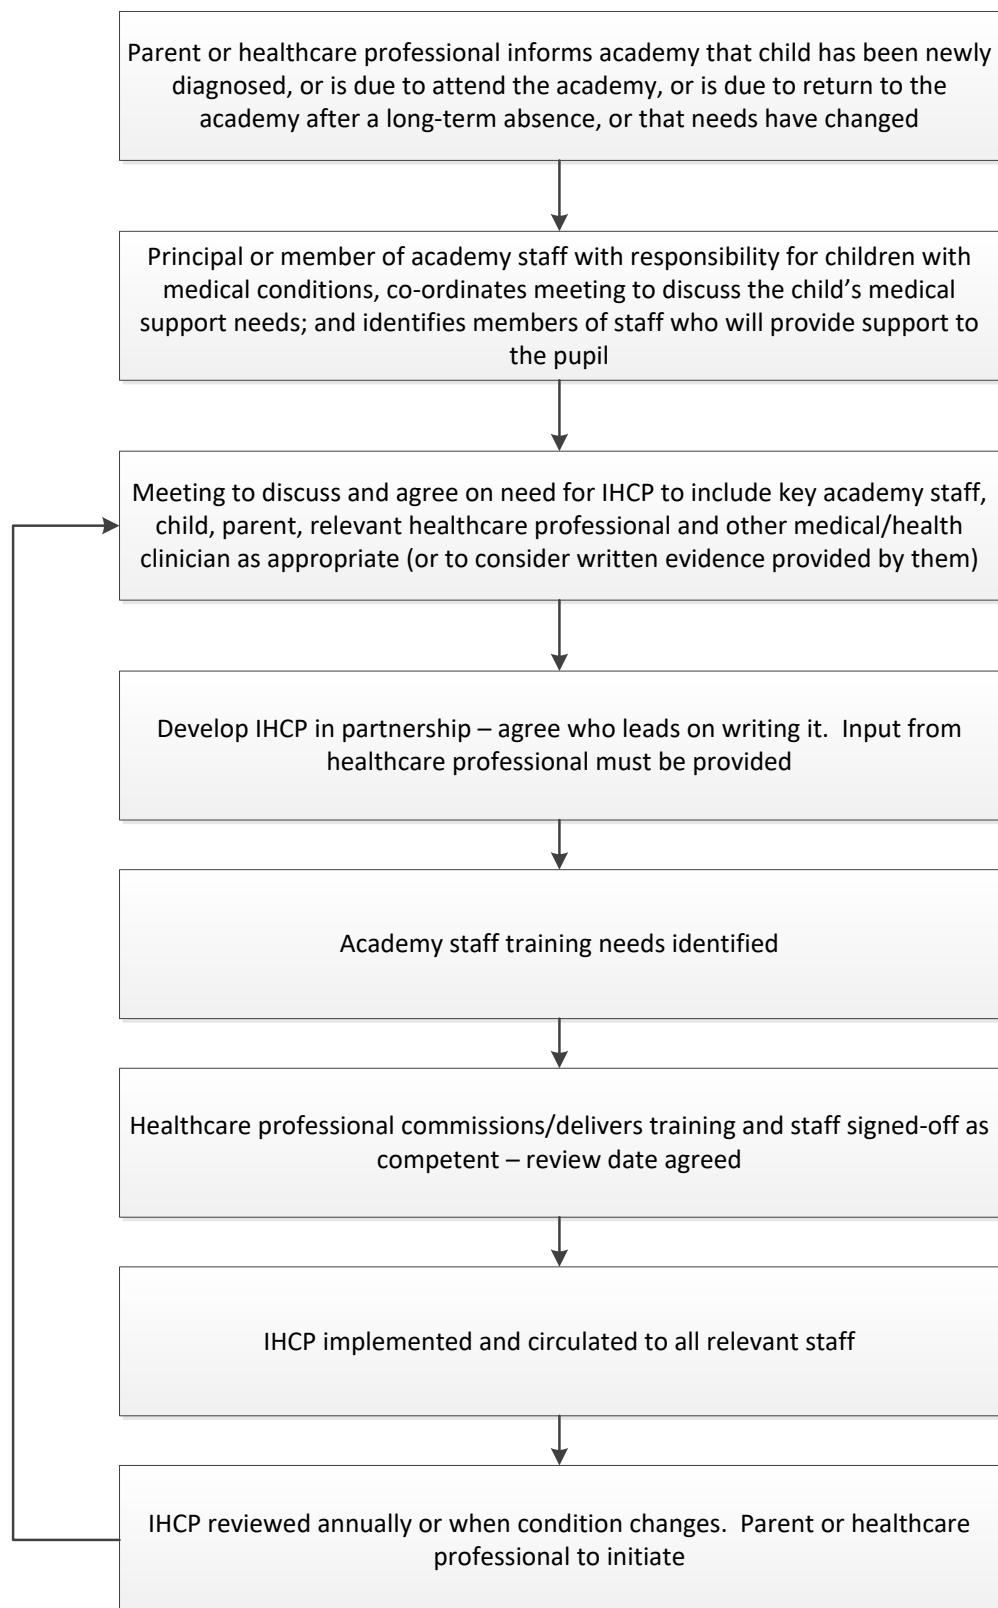 Parent or healthcare professional informs academy that child has been newly
diagnosed, or is due to attend the academy, or is due to return to the
academy after a long-term absence, or that needs have changed
Principal or member of academy staff with responsibility for children with
medical conditions, co-ordinates meeting to discuss the child’s medical
support needs; and identifies members of staff who will provide support to
the pupil
Meeting to discuss and agree on need for IHCP to include key academy staff,
child, parent, relevant healthcare professional and other medical/health
clinician as appropriate (or to consider written evidence provided by them)
Develop IHCP in partnership – agree who leads on writing it.  Input from
healthcare professional must be provided
Academy staff training needs identified
Healthcare professional commissions/delivers training and staff signed-off as
competent – review date agreed
IHCP implemented and circulated to all relevant staff
IHCP reviewed annually or when condition changes.  Parent or healthcare
professional to initiate